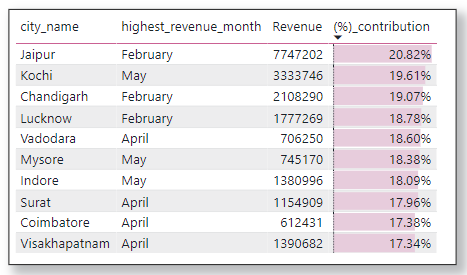 city_name highest_revenue_month Revenue (%)_contribution
Jaipur February 7747202 20.82%
Kochi May 3333746 19.61%
Chandigarh February 2108290 19.07%
Lucknow February 1777269 18.78%
Vadodara April 706250 18.60%
Mysore May 745170 18.38%
Indore May 1380996 18.09%
Surat April 1154909 17.96%
Coimbatore April 612431 17.38%
Visakhapatnam April 1390682 17.34%